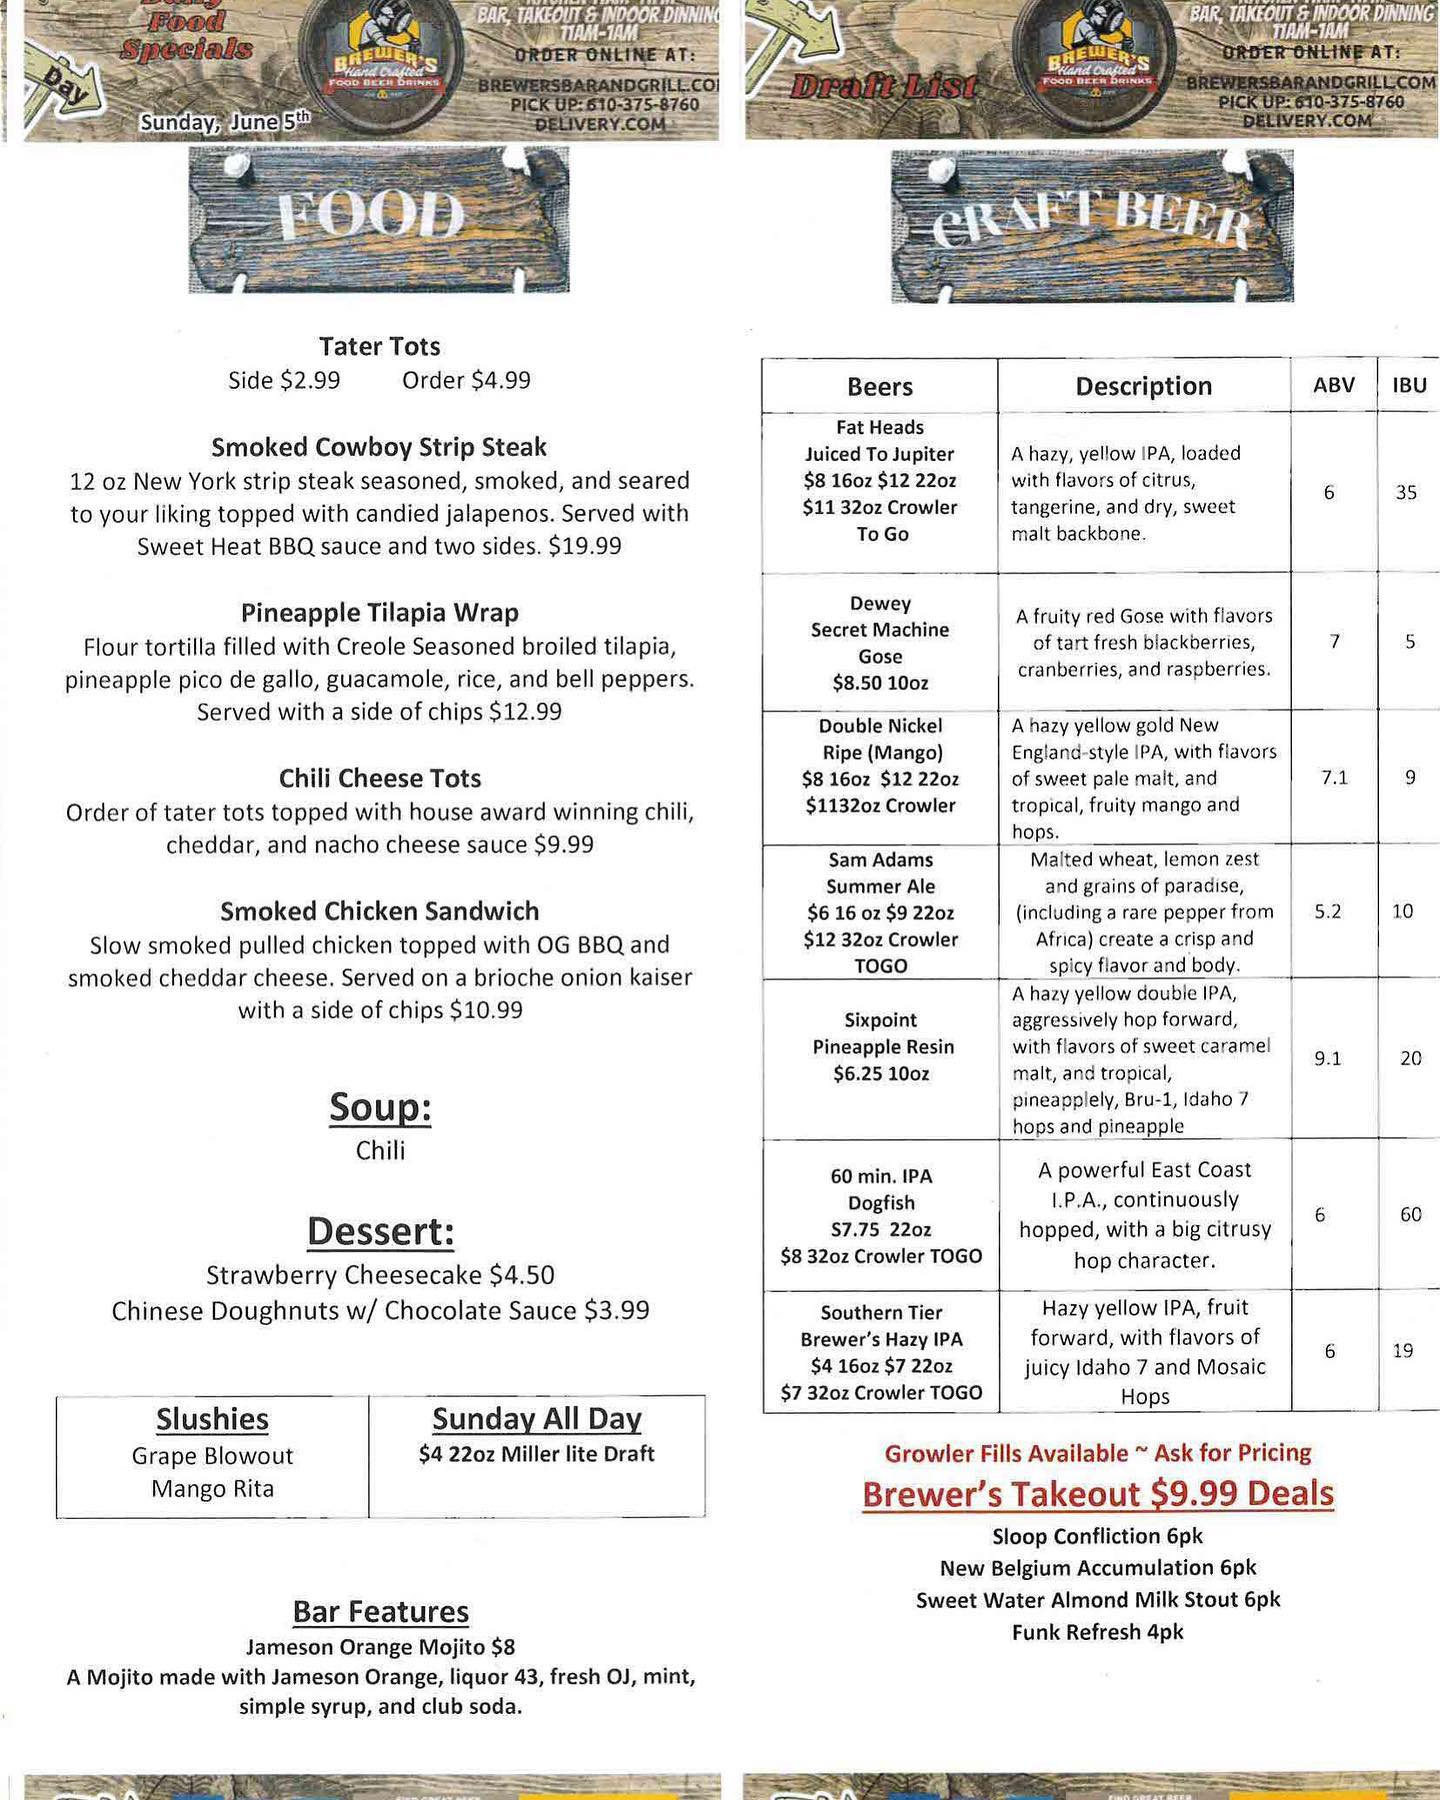 Daily
Food
Specials
Day
Sunday, June 5th
BREWER'S
Hand Crafted
FOOD BEER DRINKS
BAR, TAKEOUT & INDOOR DINNING
11AM-1AM
ORDER ONLINE AT:
BREWERSBARANDGRILL.CO
PICK UP: 610-375-8760
DELIVERY.COM
FOOD
Tater Tots
Side $2.99 Order $4.99
Smoked Cowboy Strip Steak
12 oz New York strip steak seasoned, smoked, and seared
to your liking topped with candied jalapenos. Served with
Sweet Heat BBQ sauce and two sides. $19.99
Pineapple Tilapia Wrap
Flour tortilla filled with Creole Seasoned broiled tilapia,
pineapple pico de gallo, guacamole, rice, and bell peppers.
Served with a side of chips $12.99
Chili Cheese Tots
Order of tater tots topped with house award winning chili,
cheddar, and nacho cheese sauce $9.99
Smoked Chicken Sandwich
Slow smoked pulled chicken topped with OG BBQ and
smoked cheddar cheese. Served on a brioche onion kaiser
with a side of chips $10.99
Soup:
Chili
Dessert:
Strawberry Cheesecake $4.50
Chinese Doughnuts w/ Chocolate Sauce $3.99
Slushies
Grape Blowout
Mango Rita
Sunday All Day
$4 22oz Miller lite Draft
Bar Features
Jameson Orange Mojito $8
A Mojito made with Jameson Orange, liquor 43, fresh OJ, mint,
simple syrup, and club soda.
Draft List
BREWER'S
Hand Crafted
FOOD BEER DRINKS
BAR, TAKEOUT & INDOOR DINNING
11AM-1AM
ORDER ONLINE AT:
BREWERSBARANDGRILL.COM
PICK UP: 610-375-8760
DELIVERY.COM
CRAFT BEER
Beers Description ABV IBU
Fat Heads
Juiced To Jupiter
$8 16oz $12 22oz
$11 32oz Crowler
To Go
A hazy, yellow IPA, loaded
with flavors of citrus,
tangerine, and dry, sweet
malt backbone.
6 35
Dewey
Secret Machine
Gose
$8.50 10oz
A fruity red Gose with flavors
of tart fresh blackberries,
cranberries, and raspberries.
7 5
Double Nickel
Ripe (Mango)
$8 16oz $12 22oz
$1132oz Crowler
A hazy yellow gold New
England-style IPA, with flavors
of sweet pale malt, and
tropical, fruity mango and
hops.
7.1 9
Sam Adams
Summer Ale
$6 16 oz $9 22oz
$12 32oz Crowler
TOGO
Malted wheat, lemon zest
and grains of paradise,
(including a rare pepper from
Africa) create a crisp and
spicy flavor and body.
5.2 10
Sixpoint
Pineapple Resin
$6.25 10oz
A hazy yellow double IPA,
aggressively hop forward,
with flavors of sweet caramel
malt, and tropical,
pineapplely, Bru-1, Idaho 7
hops and pineapple
9.1 20
60 min. IPA
Dogfish
$7.75 22oz
$8 32oz Crowler TOGO
A powerful East Coast
I.P.A., continuously
hopped, with a big citrusy
hop character.
6 60
Southern Tier
Brewer's Hazy IPA
$4 16oz $7 22oz
$7 32oz Crowler TOGO
Hazy yellow IPA, fruit
forward, with flavors of
juicy Idaho 7 and Mosaic
Hops
6 19
Growler Fills Available ~ Ask for Pricing
Brewer's Takeout $9.99 Deals
Sloop Confliction 6pk
New Belgium Accumulation 6pk
Sweet Water Almond Milk Stout 6pk
Funk Refresh 4pk